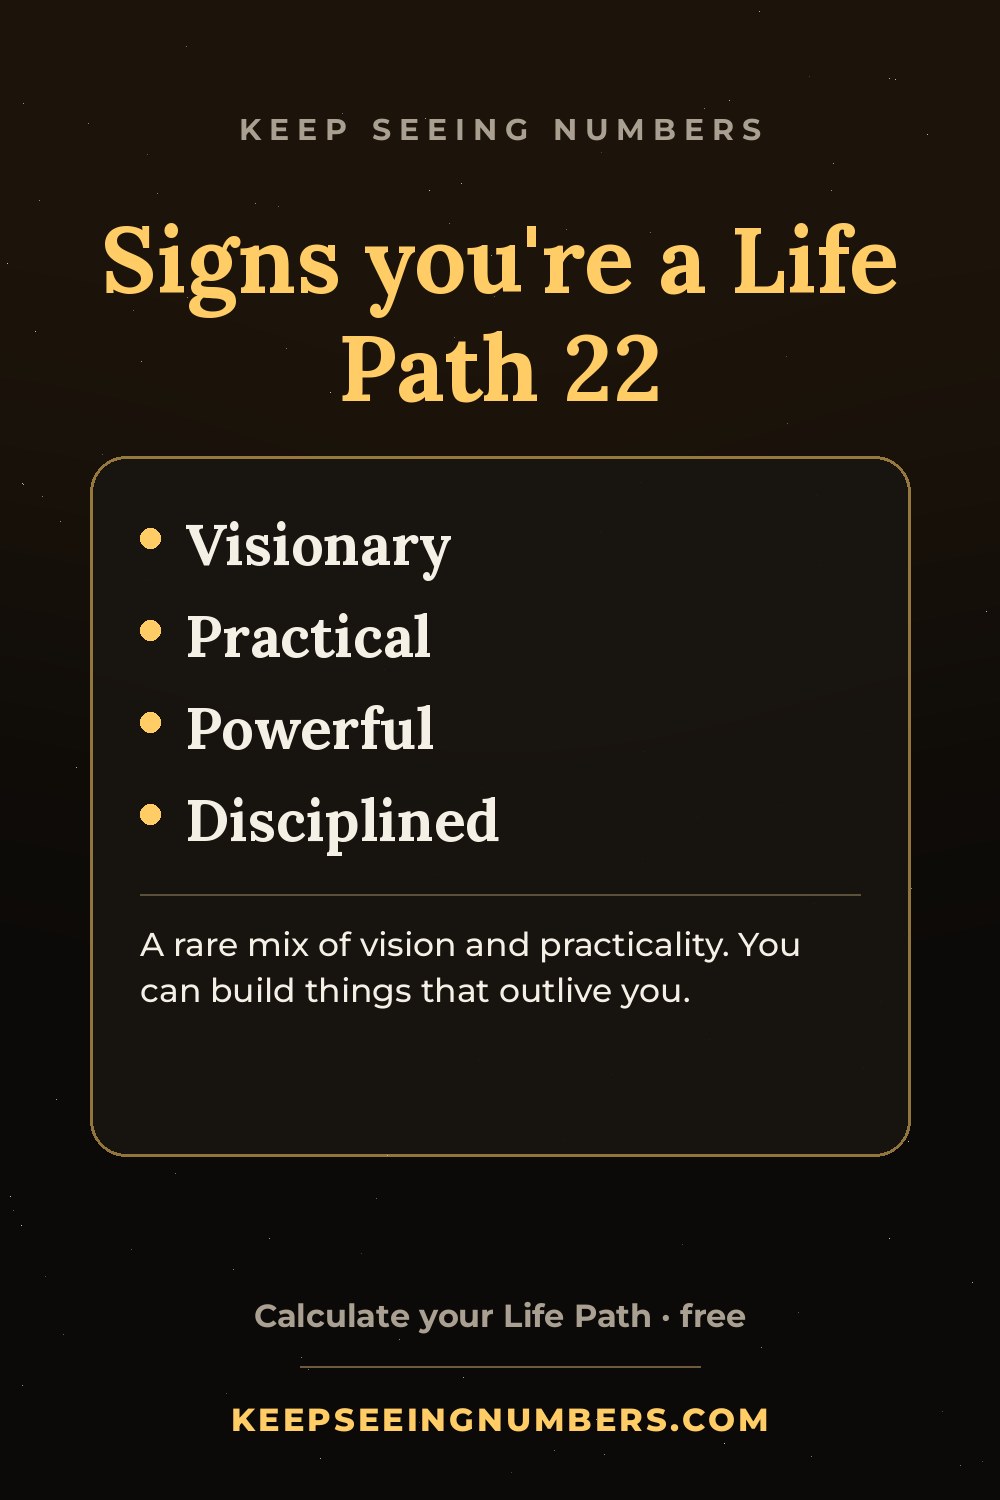 KEEP SEEING NUMBERS
Signs you're a Life
Path 22
Visionary
Practical
Powerful
Disciplined
A rare mix of vision and practicality. You
can build things that outlive you.
Calculate your Life Path · free
KEEPSEEINGNUMBERS.COM